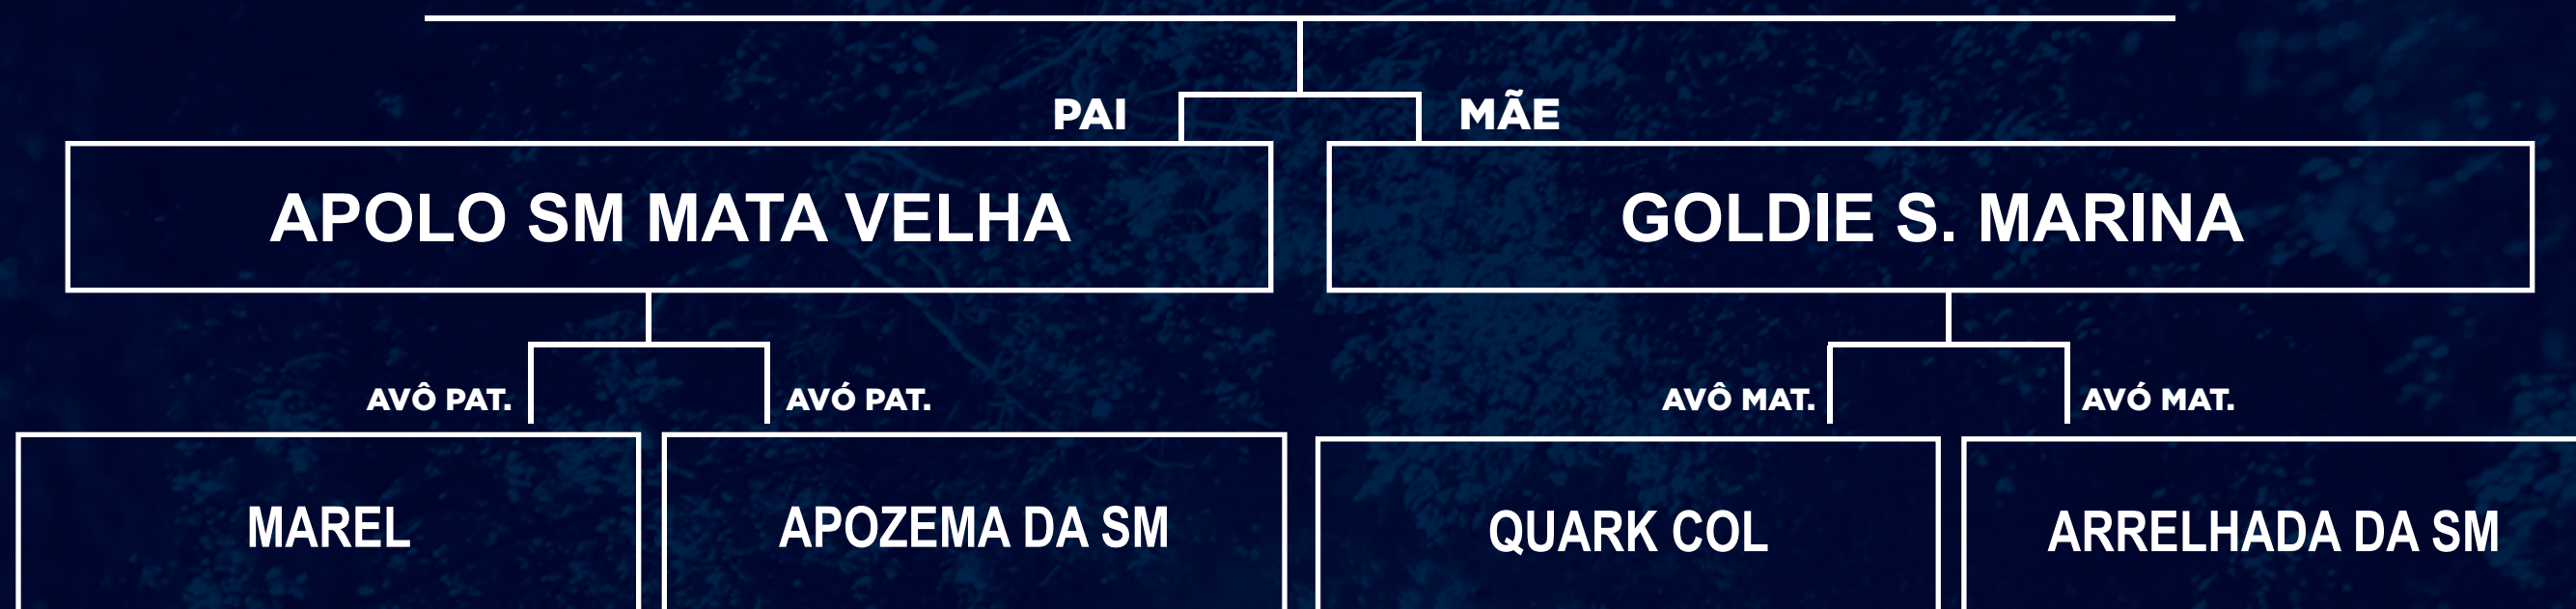 PAI
MÃE
APOLO SM MATA VELHA
GOLDIE S. MARINA
AVÔ PAT.
AVÓ PAT.
AVÔ MAT.
AVÓ MAT.
MAREL
APOZEMA DA SM
QUARK COL
ARRELHADA DA SM